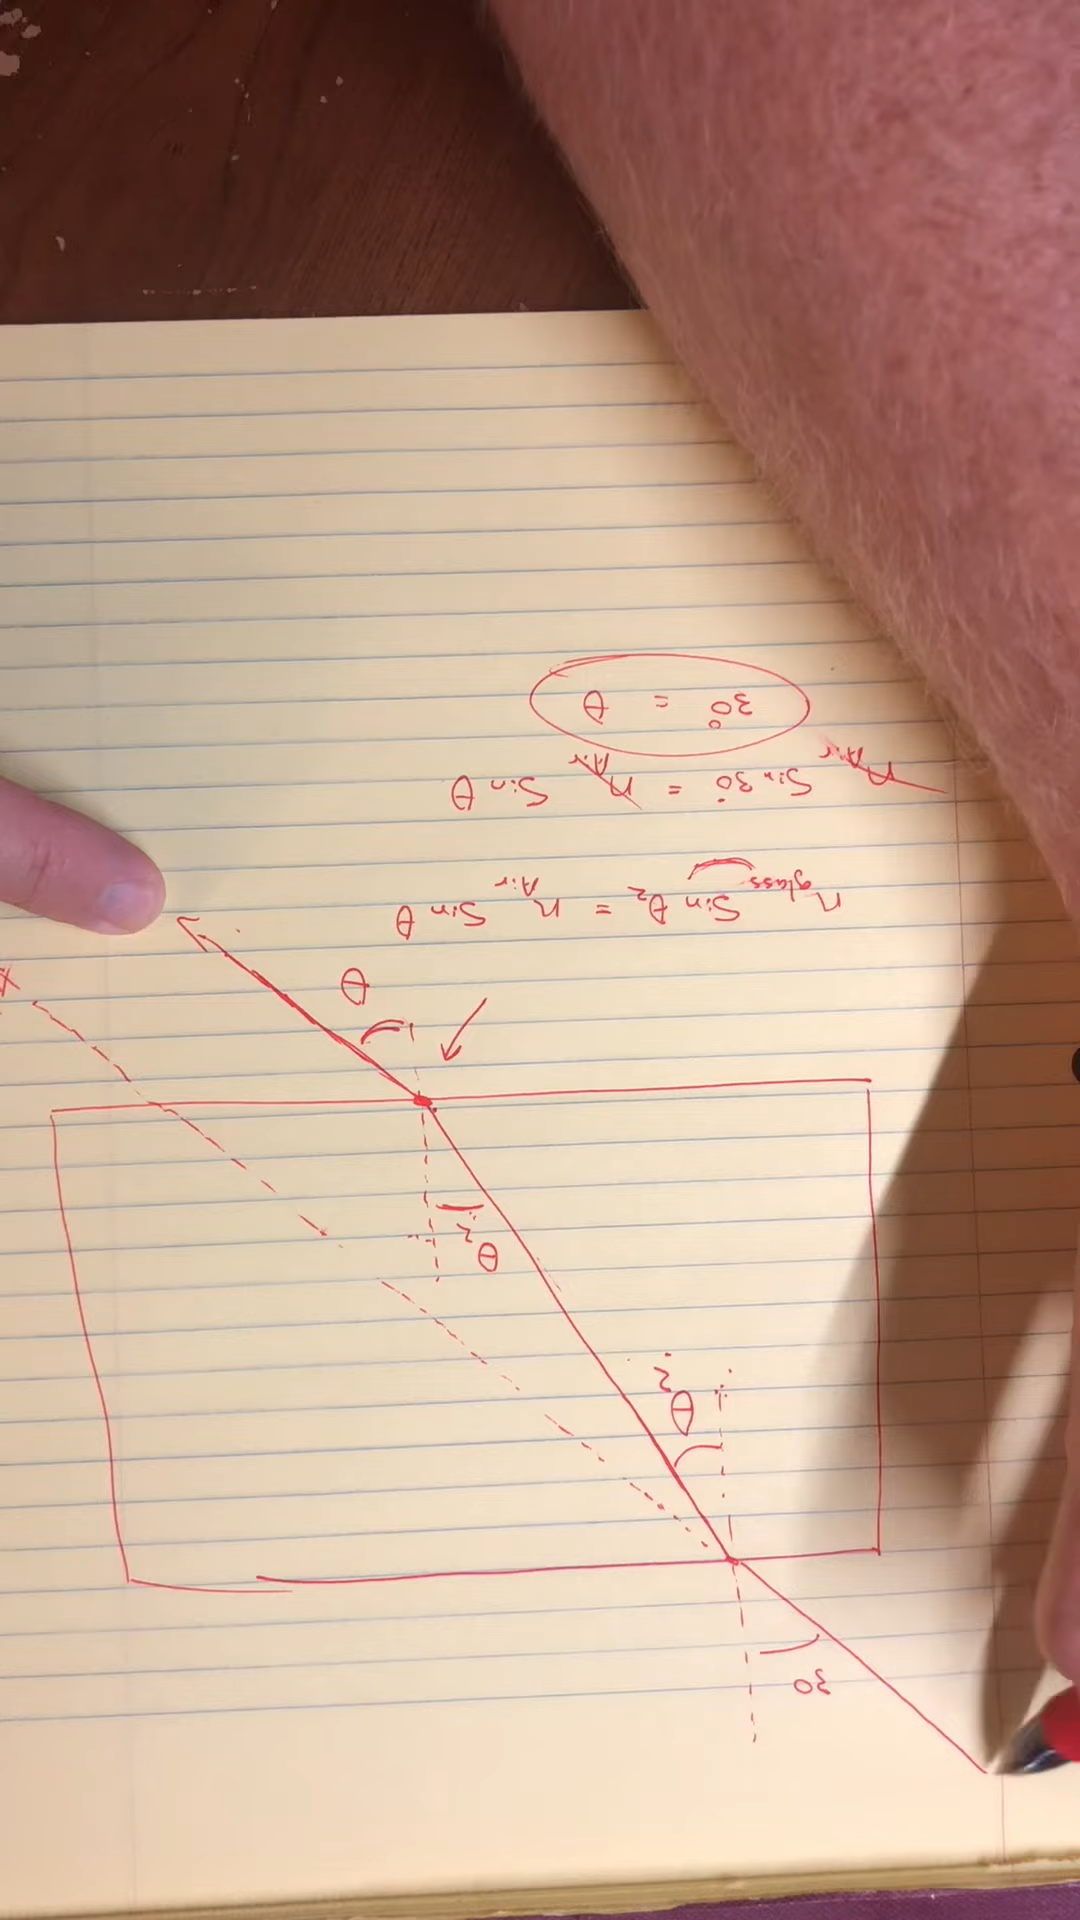 30
θ₂
θ₂
θ
n glass Sin θ₂ = n Air Sin θ
n Air Sin 30° = n Air Sin θ
30° = θ
x